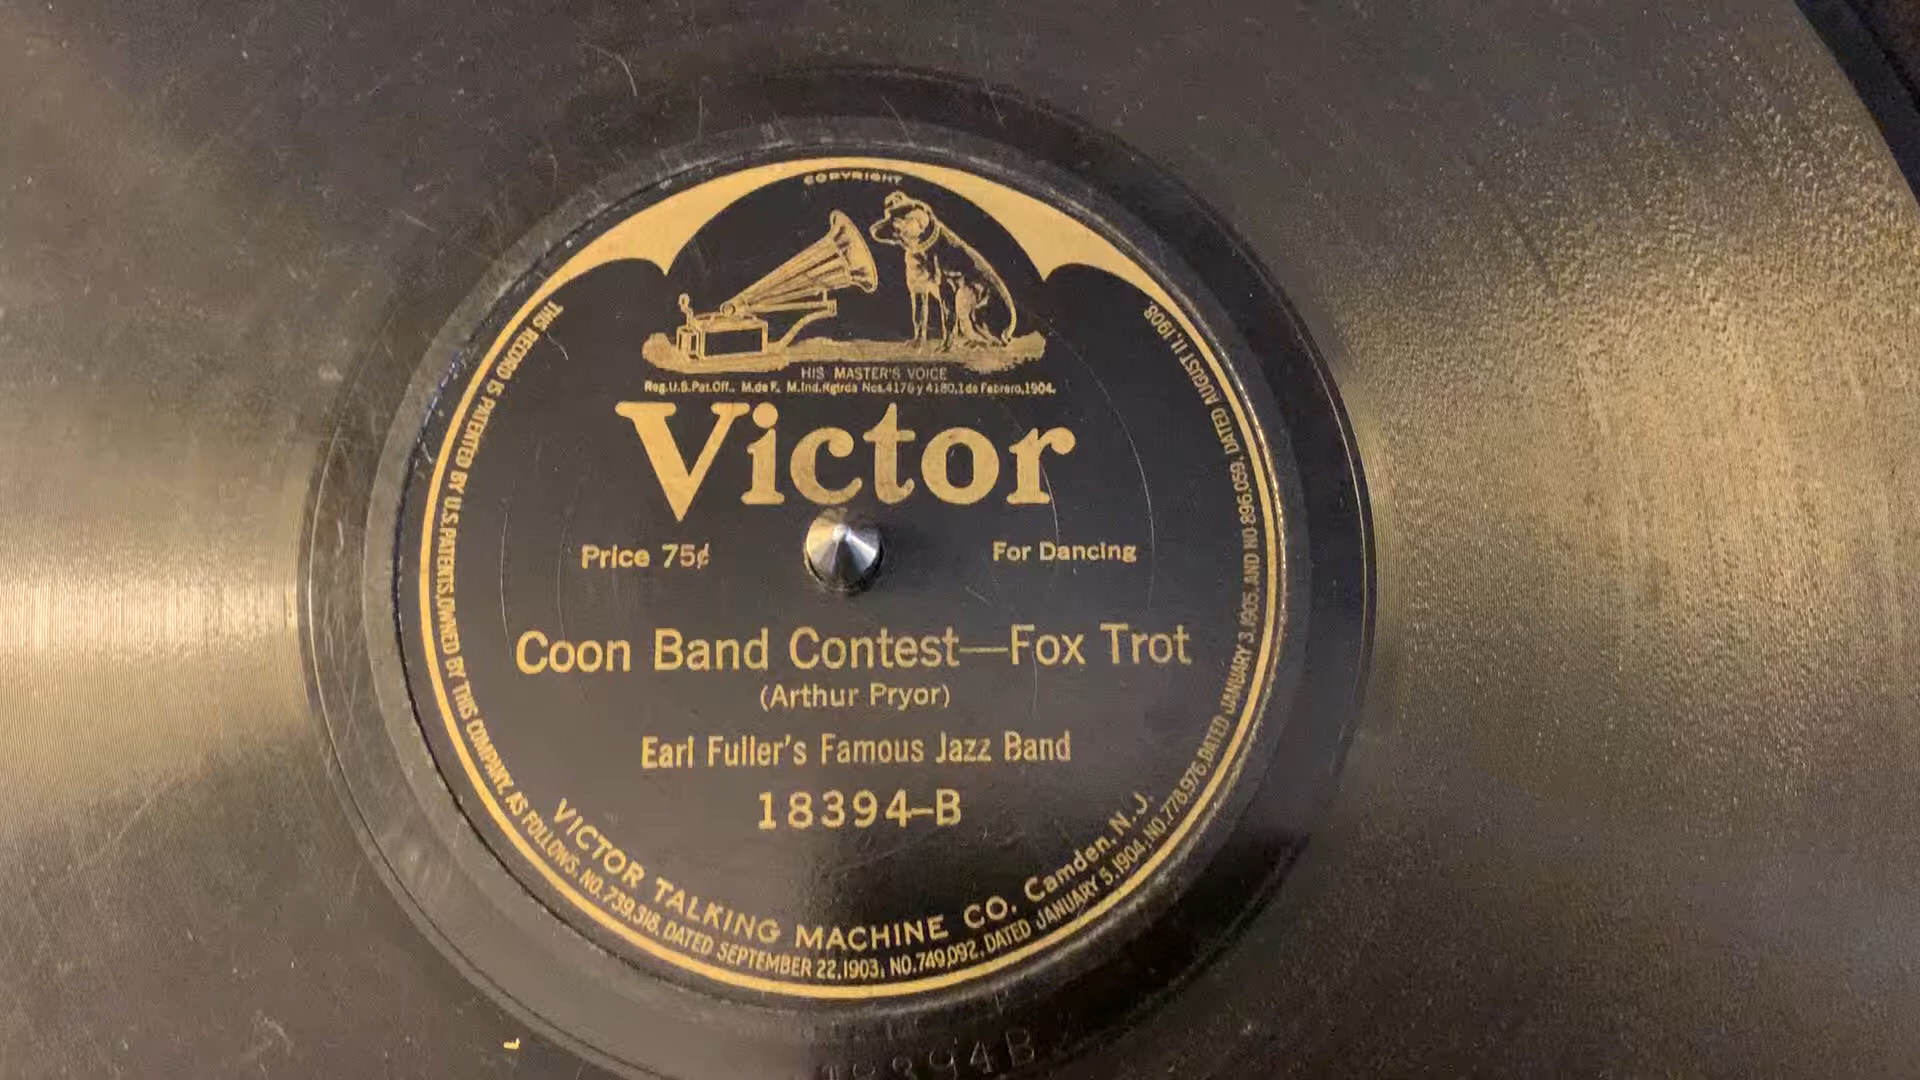 COPYRIGHT
HIS MASTER'S VOICE
Reg.U.S.Pat.Off. M.de F. M.Ind.Rgtrda Nos.4176 y 4180,1 de Febrero,1904.
Victor
Price 75¢ For Dancing
Coon Band Contest—Fox Trot
(Arthur Pryor)
Earl Fuller's Famous Jazz Band
18394-B
VICTOR TALKING MACHINE CO. Camden, N.J.
THIS RECORD IS PATENTED BY U.S. PATENTS, OWNED BY THIS COMPANY, AS FOLLOWS, NO. 739,318, DATED SEPTEMBER 22,1903, NO. 749,092, DATED JANUARY 5,1904, NO. 778,976, DATED JANUARY 3,1905, AND NO 896,059, DATED AUGUST 11,1908.
394B